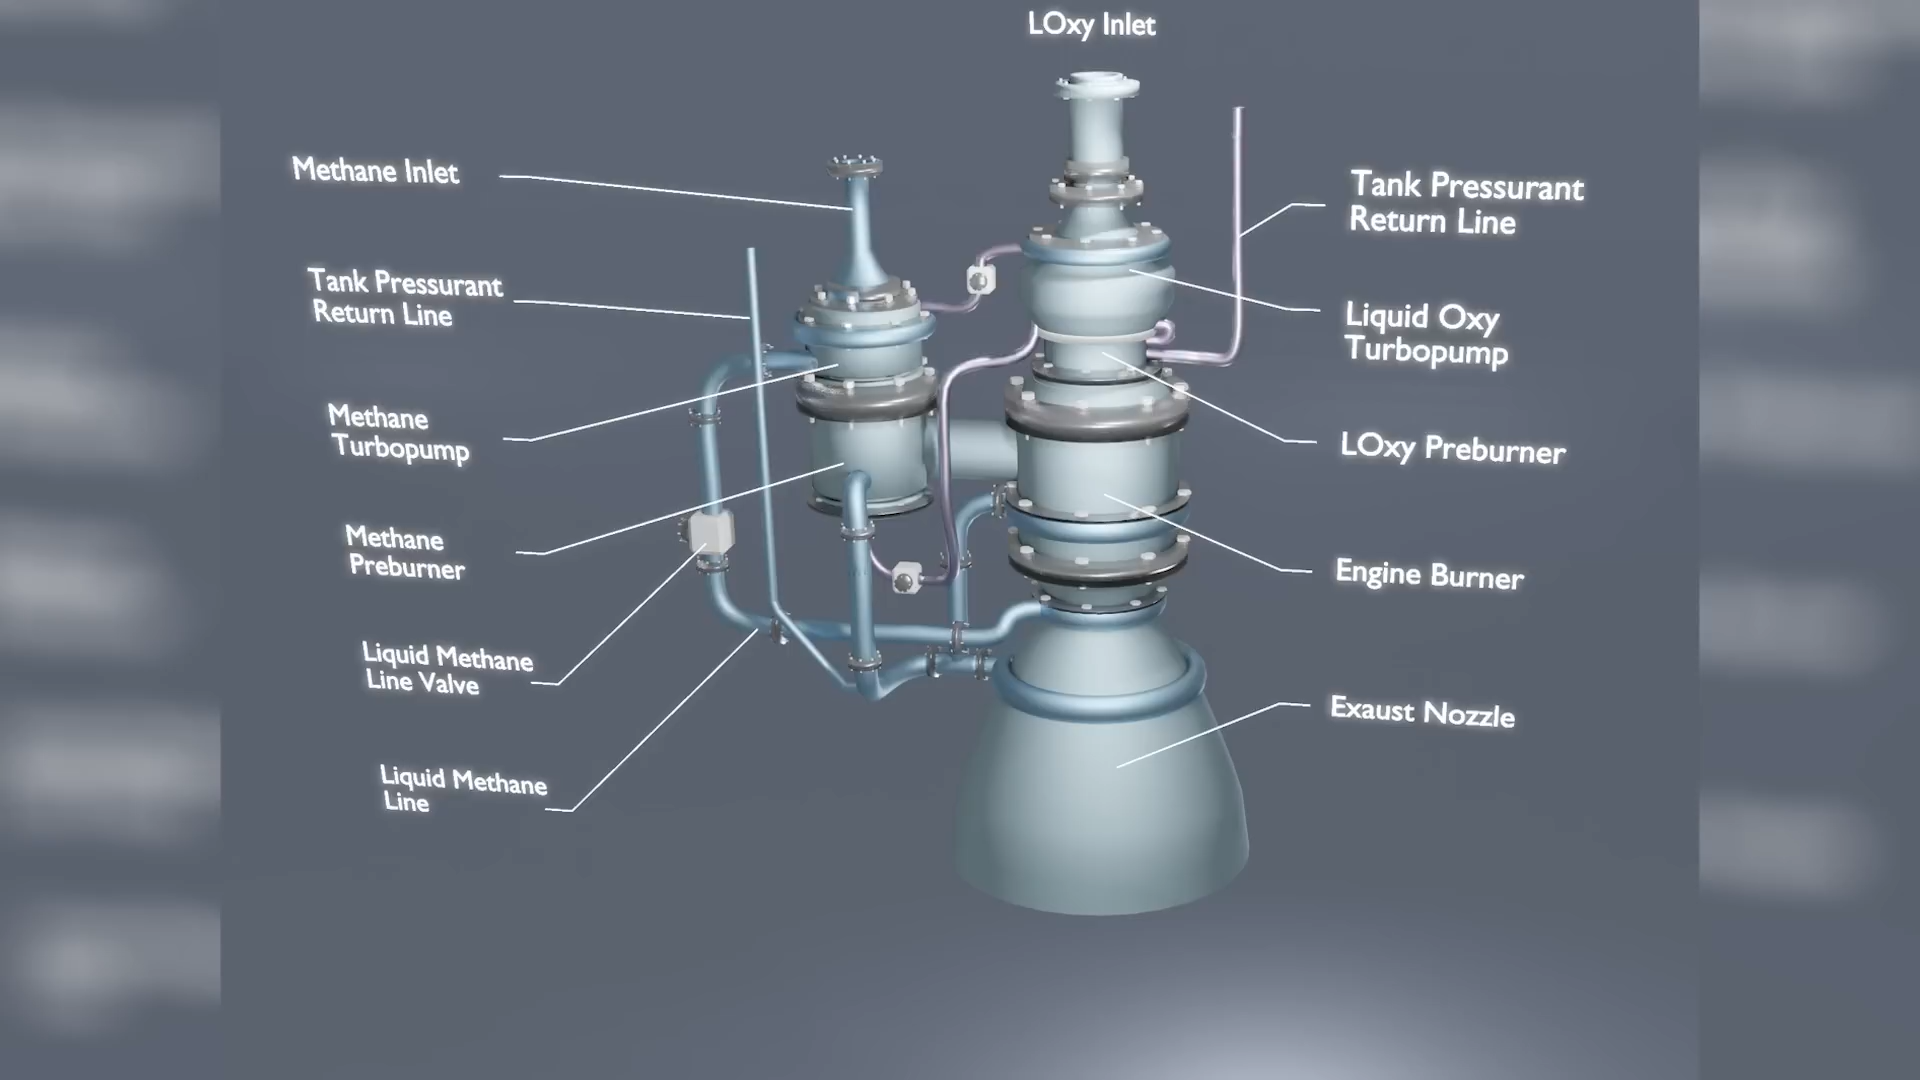 LOxy Inlet
Methane Inlet
Tank Pressurant
Return Line
Methane
Turbopump
Methane
Preburner
Liquid Methane
Line Valve
Liquid Methane
Line
Tank Pressurant
Return Line
Liquid Oxy
Turbopump
LOxy Preburner
Engine Burner
Exaust Nozzle